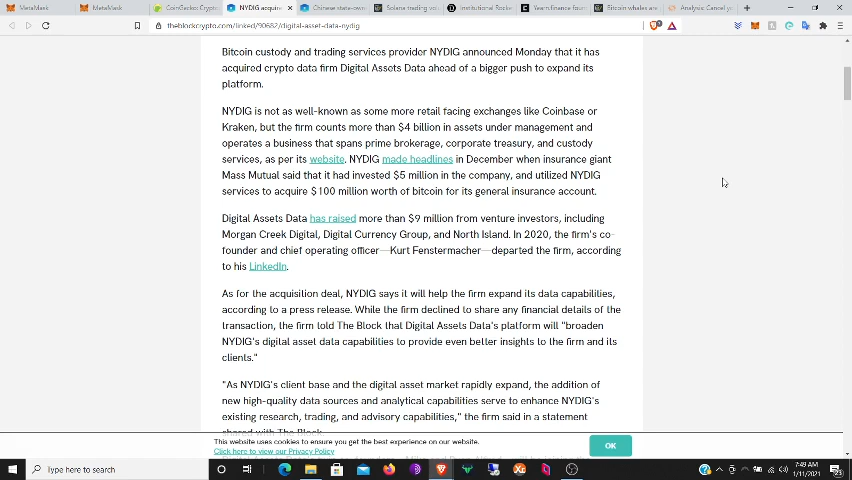 MetaMask
MetaMask
CoinGecko: Crypto
NYDIG acquire
Chinese state-own
Solana trading vo
Institutional Rocke
Yearn.finance foun
Bitcoin whales are
Analysis: Cancel y
theblockcrypto.com/linked/90682/digital-asset-data-nydig
Bitcoin custody and trading services provider NYDIG announced Monday that it has
acquired crypto data firm Digital Assets Data ahead of a bigger push to expand its
platform.
NYDIG is not as well-known as some more retail facing exchanges like Coinbase or
Kraken, but the firm counts more than $4 billion in assets under management and
operates a business that spans prime brokerage, corporate treasury, and custody
services, as per its website. NYDIG made headlines in December when insurance giant
Mass Mutual said that it had invested $5 million in the company, and utilized NYDIG
services to acquire $100 million worth of bitcoin for its general insurance account.
Digital Assets Data has raised more than $9 million from venture investors, including
Morgan Creek Digital, Digital Currency Group, and North Island. In 2020, the firm's co-
founder and chief operating officer—Kurt Fenstermacher—departed the firm, according
to his LinkedIn.
As for the acquisition deal, NYDIG says it will help the firm expand its data capabilities,
according to a press release. While the firm declined to share any financial details of the
transaction, the firm told The Block that Digital Assets Data's platform will "broaden
NYDIG's digital asset data capabilities to provide even better insights to the firm and its
clients."
"As NYDIG's client base and the digital asset market rapidly expand, the addition of
new high-quality data sources and analytical capabilities serve to enhance NYDIG's
existing research, trading, and advisory capabilities," the firm said in a statement
shared with The Block.
This website uses cookies to ensure you get the best experience on our website.
Click here to view our Privacy Policy
OK
Type here to search
7:49 AM
1/11/2021